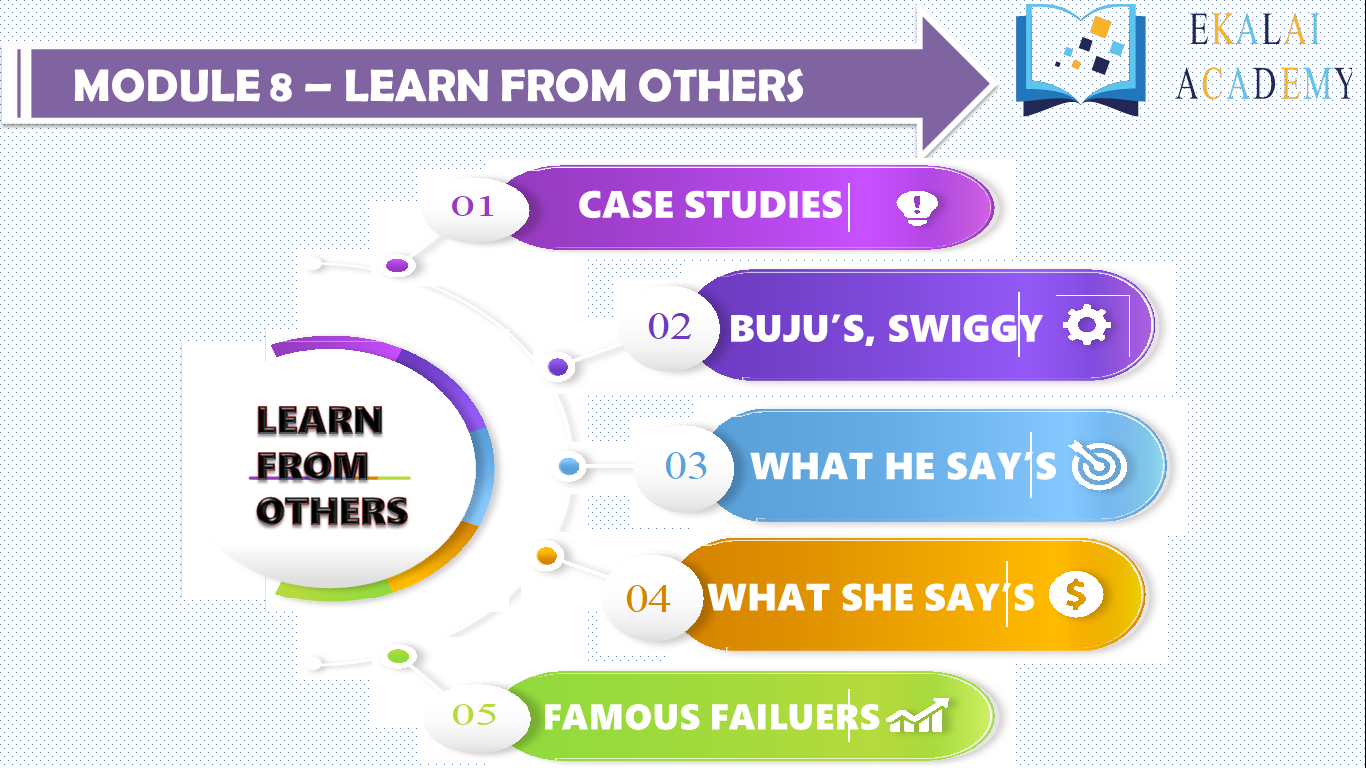 MODULE 8 – LEARN FROM OTHERS
EKALAI
ACADEMY
01 CASE STUDIES
02 BUJU’S, SWIGGY
LEARN
FROM
OTHERS
03 WHAT HE SAY‘S
04 WHAT SHE SAY’S
05 FAMOUS FAILUERS